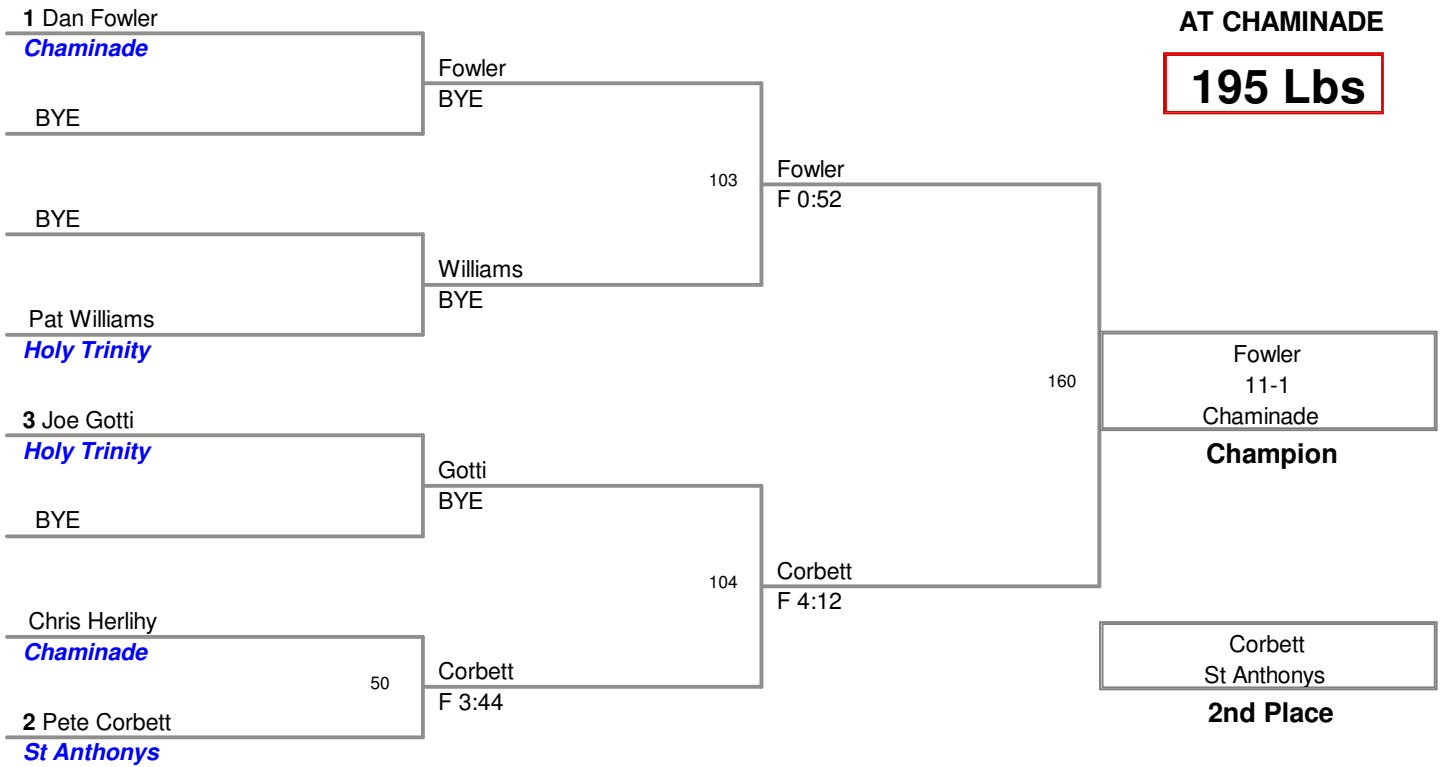 1 Dan Fowler
Chaminade
BYE
BYE
Pat Williams
Holy Trinity
3 Joe Gotti
Holy Trinity
BYE
Chris Herlihy
Chaminade
50
2 Pete Corbett
St Anthonys
Fowler
BYE
103
Williams
BYE
Gotti
BYE
104
Corbett
F 3:44
Fowler
F 0:52
160
Corbett
F 4:12
AT CHAMINADE
195 Lbs
Fowler
11-1
Chaminade
Champion
Corbett
St Anthonys
2nd Place